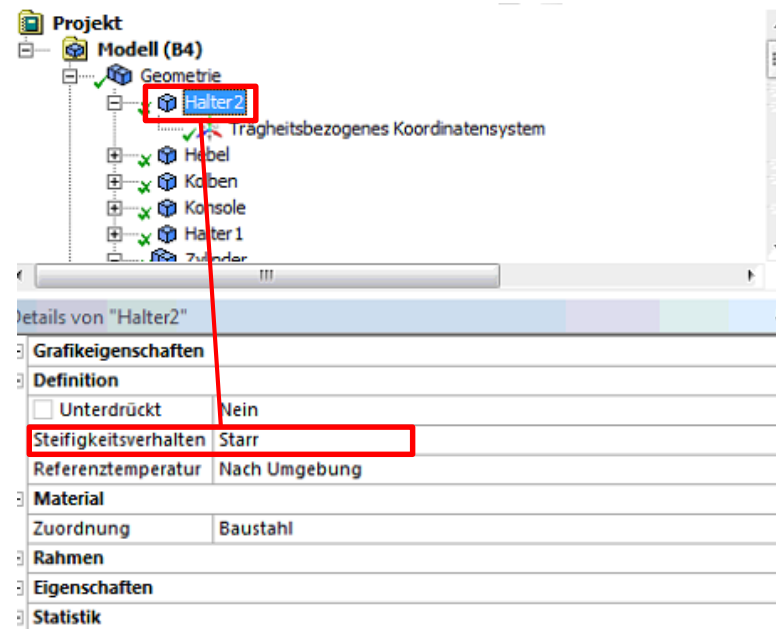 Projekt
Modell (B4)
Geometrie
Halter2
Trägheitsbezogenes Koordinatensystem
Hebel
Kolben
Konsole
Halter1
Zylinder
Details von "Halter2"
Grafikeigenschaften
Definition
Unterdrückt Nein
Steifigkeitsverhalten Starr
Referenztemperatur Nach Umgebung
Material
Zuordnung Baustahl
Rahmen
Eigenschaften
Statistik